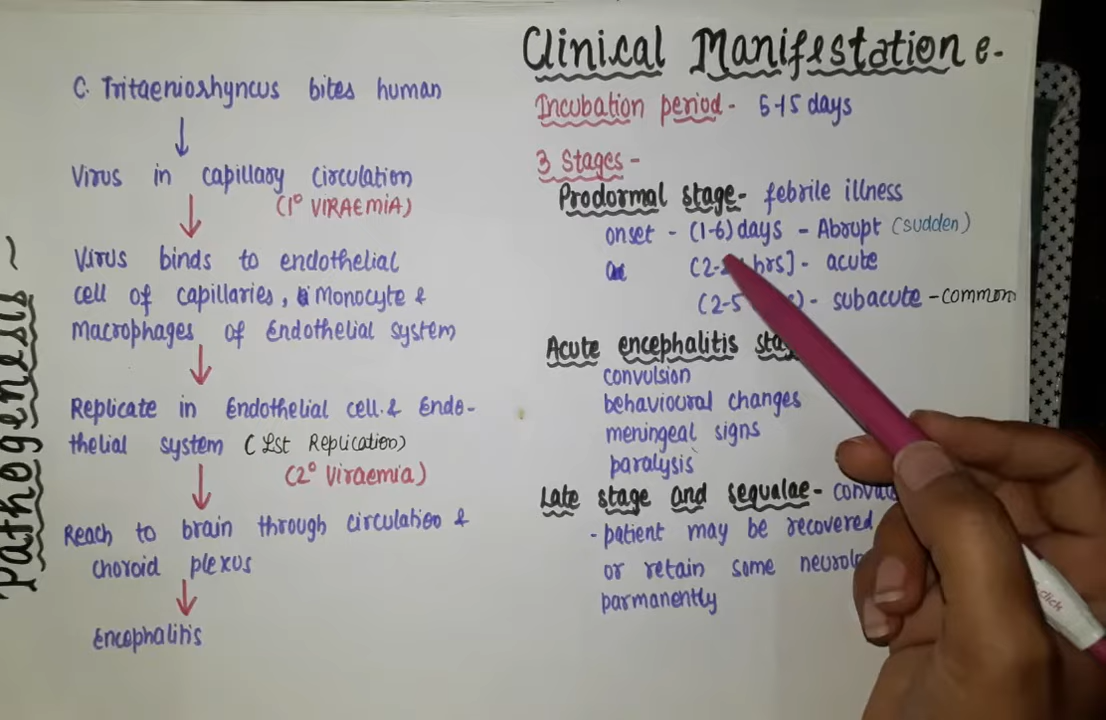 Pathogenesis ~
C. Tritaeniorhyncus bites human
Virus in capillary circulation
(1° VIRAEMIA)
Virus binds to endothelial
cell of capillaries, Monocyte &
macrophages of Endothelial system
Replicate in Endothelial cell & Endo-
thelial system (1st Replication)
(2° Viraemia)
Reach to brain through circulation &
choroid plexus
Encephalitis
Clinical Manifestation
Incubation period - 5-15 days
3 Stages -
Prodormal stage - febrile illness
onset - (1-6) days - Abrupt (sudden)
hrs] - acute
(2-5 - subacute - common
Acute encephalitis
convulsion
behavioural changes
meningeal signs
paralysis
Late stage and sequalae -
- patient may be recovered
or retain some
parmanently
click